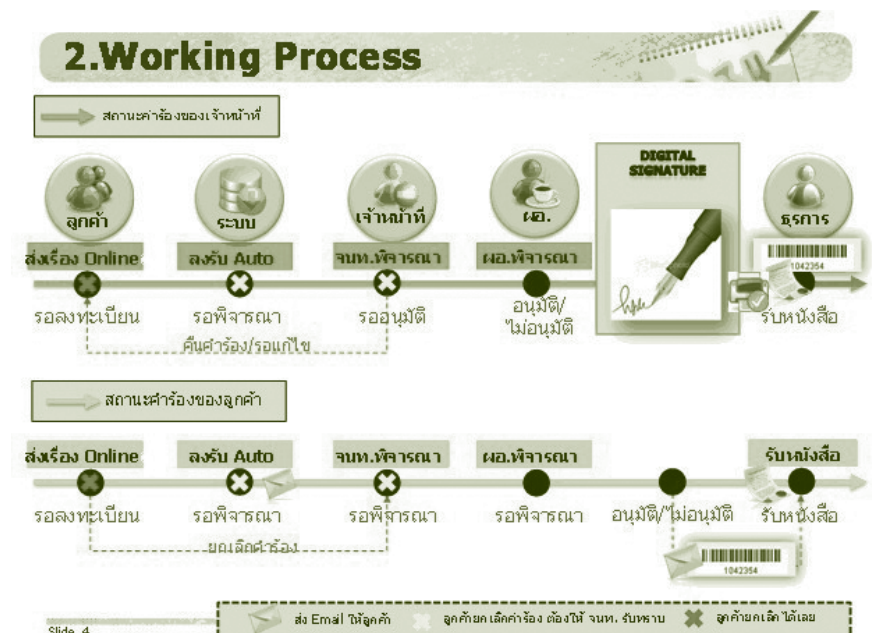 2.Working Process
สถานะคำร้องของเจ้าหน้าที่
DIGITAL
SIGNATURE
ลูกค้า ระบบ เจ้าหน้าที่ ผอ. ธุรการ
ส่งเรื่อง Online ลงรับ Auto จนท.พิจารณา ผอ.พิจารณา
1042354
รอลงทะเบียน รอพิจารณา รออนุมัติ อนุมัติ/ไม่อนุมัติ รับหนังสือ
คืนคำร้อง/รอแก้ไข
สถานะคำร้องของลูกค้า
ส่งเรื่อง Online ลงรับ Auto จนท.พิจารณา ผอ.พิจารณา รับหนังสือ
รอลงทะเบียน รอพิจารณา รอพิจารณา รอพิจารณา อนุมัติ/ไม่อนุมัติ รับหนังสือ
ยกเลิกคำร้อง
1042354
ส่ง Email ให้ลูกค้า ลูกค้ายกเลิกคำร้อง ต้องให้ จนท. รับทราบ ลูกค้ายกเลิกได้เลย
Slide 4